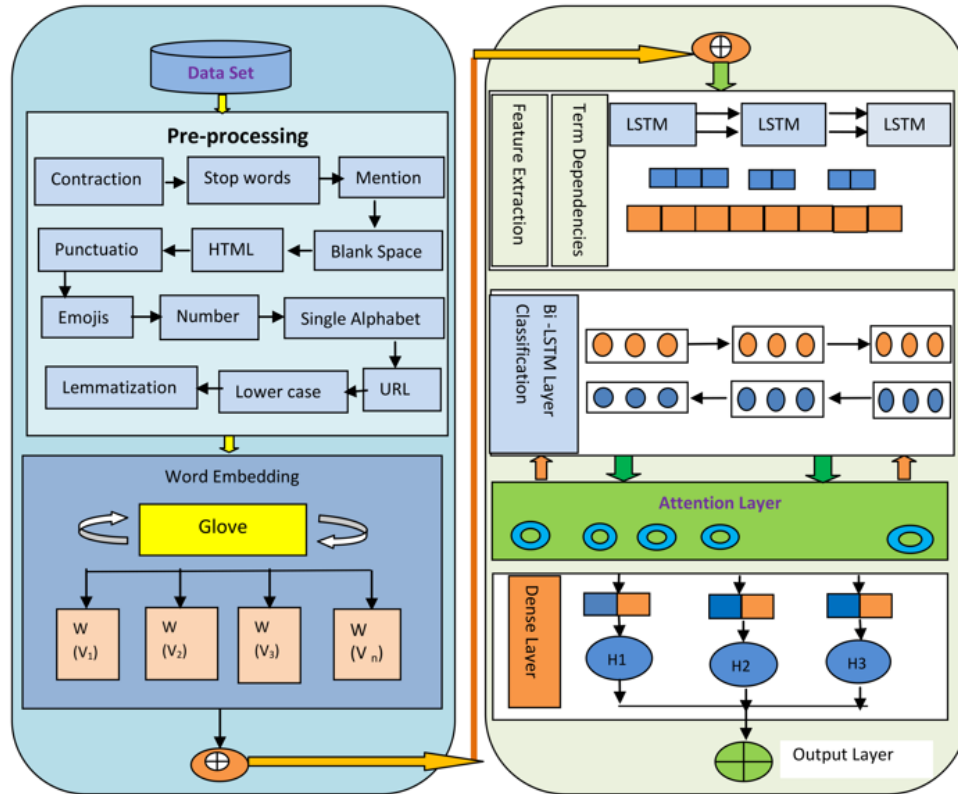 Data Set
Pre-processing
Contraction
Stop words
Mention
Punctuatio
HTML
Blank Space
Emojis
Number
Single Alphabet
Lemmatization
Lower case
URL
Word Embedding
Glove
W
(V₁)
W
(V₂)
W
(V₃)
W
(V n)
Feature Extraction
Term Dependencies
LSTM
LSTM
LSTM
Bi -LSTM Layer
Classification
Attention Layer
Dense Layer
H1
H2
H3
Output Layer